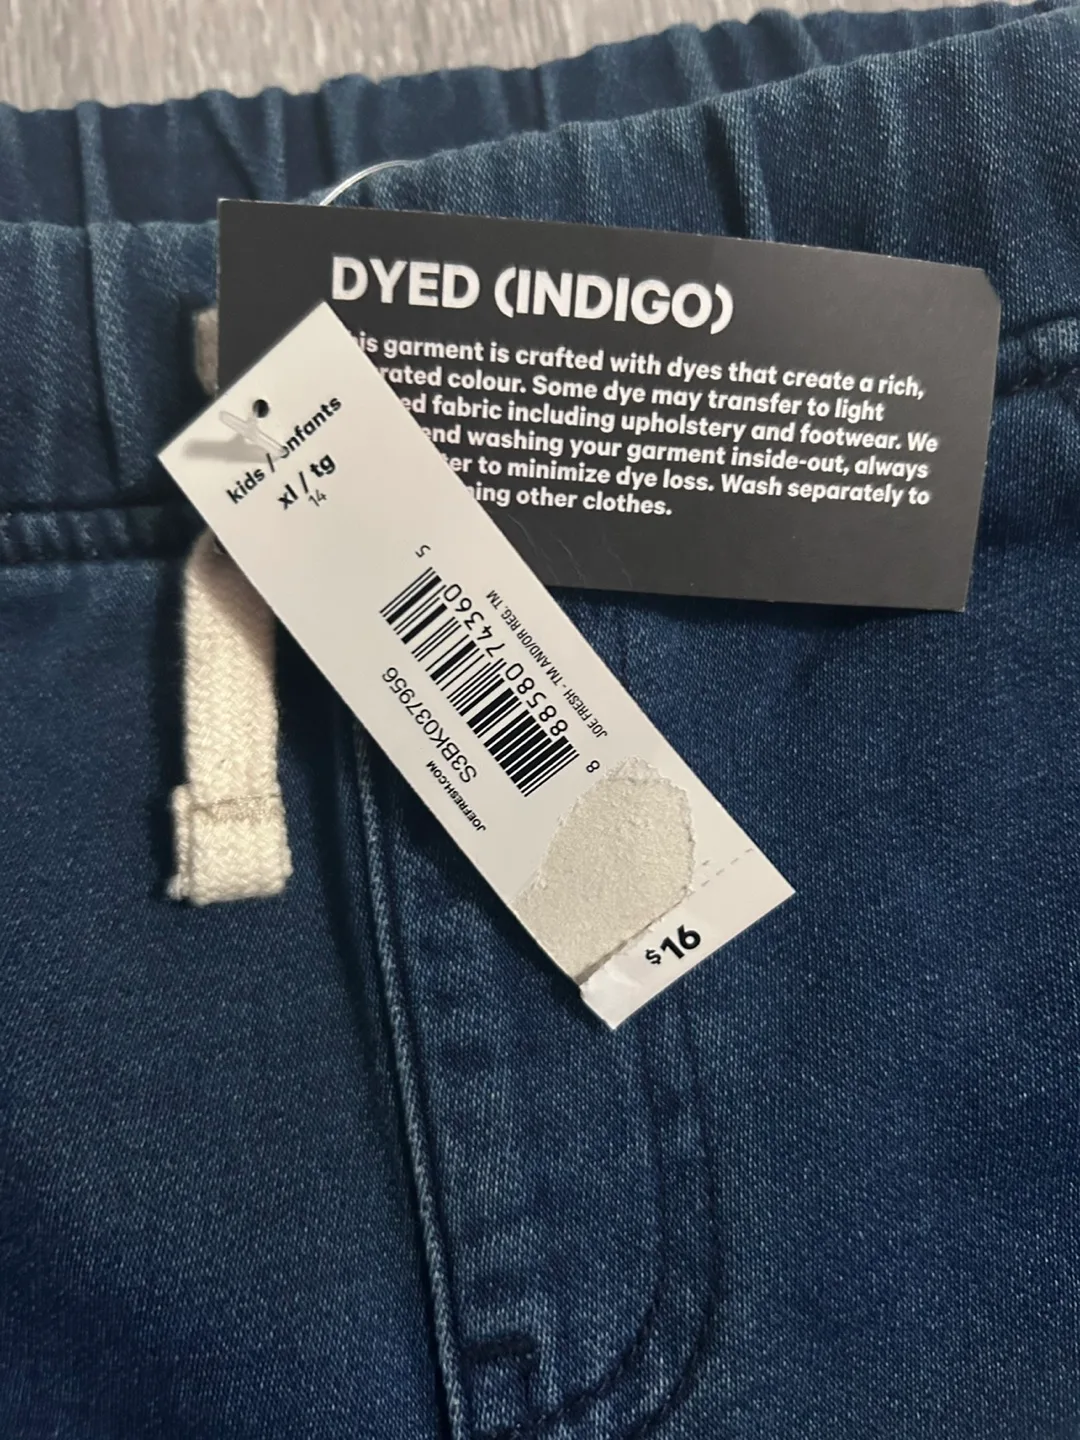 DYED (INDIGO)
is garment is crafted with dyes that create a rich,
rated colour. Some dye may transfer to light
ed fabric including upholstery and footwear. We
end washing your garment inside-out, always
er to minimize dye loss. Wash separately to
ing other clothes.
kids / enfants
xl / tg
14
5
88580 74360
8
JOE FRESH - TM AND/OR REG. TM
S3BK037956
JOEFRESH.COM
$16